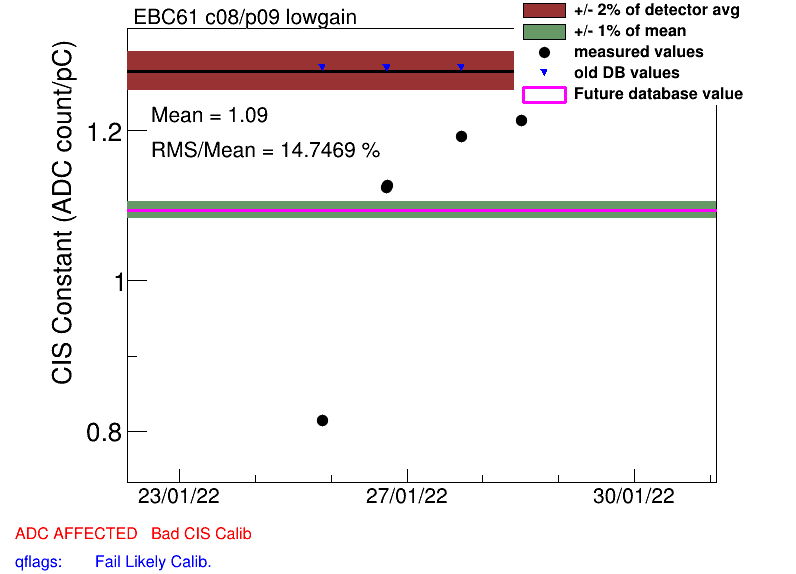 EBC61 c08/p09 lowgain
+/- 2% of detector avg
+/- 1% of mean
measured values
old DB values
Future database value
Mean = 1.09
RMS/Mean = 14.7469 %
CIS Constant (ADC count/pC)
1.2
1
0.8
23/01/22
27/01/22
30/01/22
ADC AFFECTED Bad CIS Calib
qflags: Fail Likely Calib.